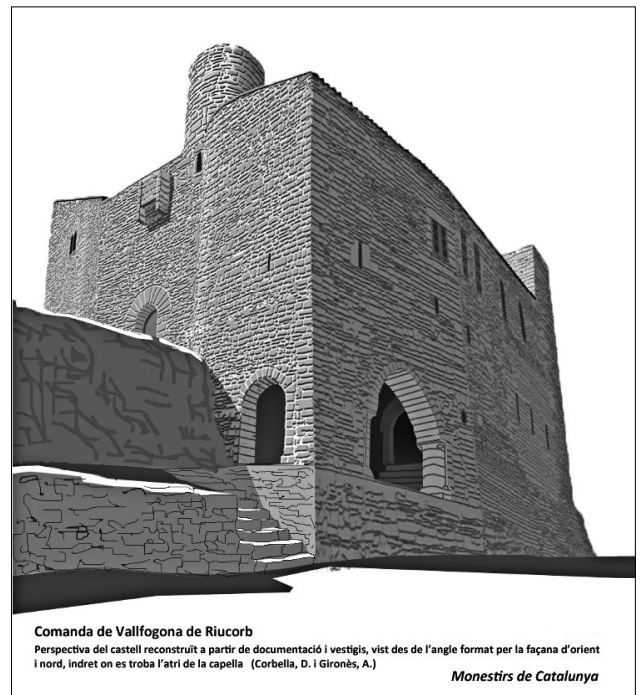 Comanda de Vallfogona de Riucorb
Perspectiva del castell reconstruït a partir de documentació i vestigis, vist des de l'angle format per la façana d'orient
i nord, indret on es troba l'atri de la capella (Corbella, D. i Gironès, A.)
Monestirs de Catalunya